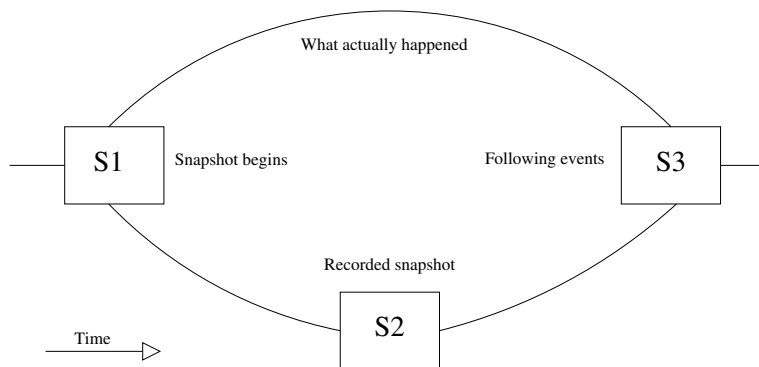 What actually happened
S1
Snapshot begins
Following events
S3
Recorded snapshot
S2
Time